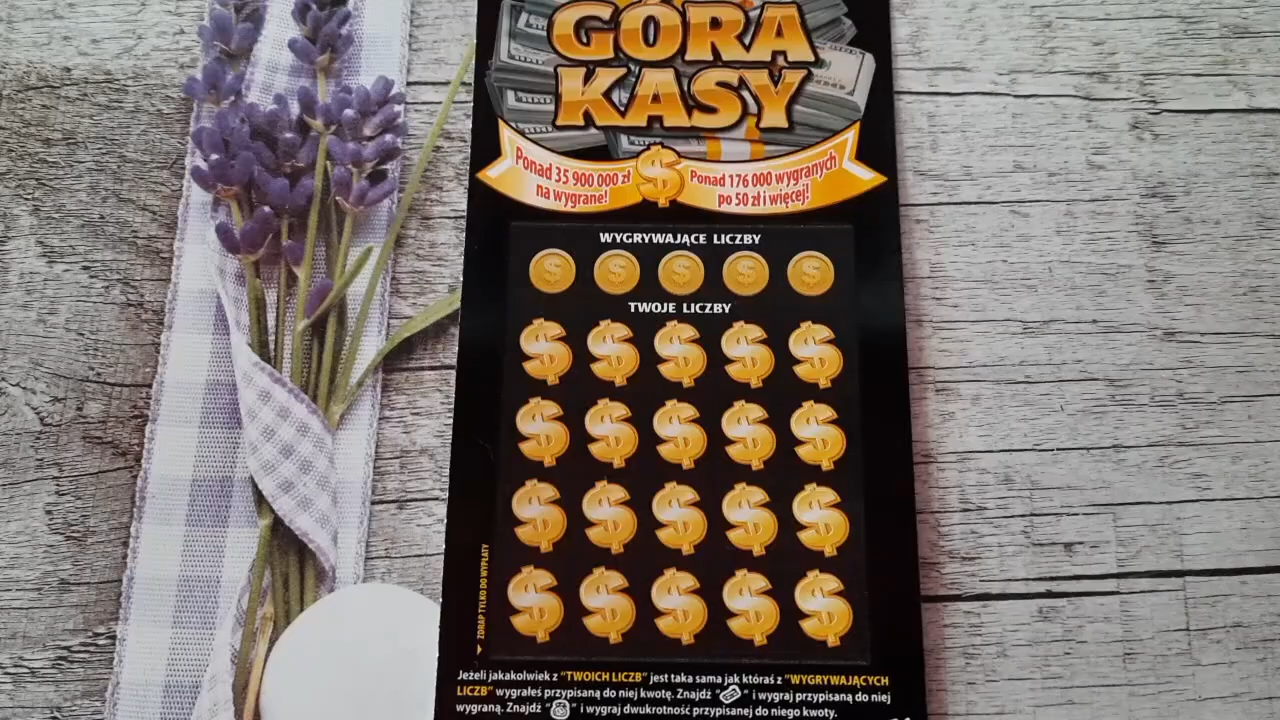 GÓRA
KASY
Ponad 35 900 000 zł
na wygrane!
Ponad 176 000 wygranych
po 50 zł i więcej!
WYGRYWAJĄCE LICZBY
TWOJE LICZBY
ZDRAP TYLKO DO WYPŁATY
Jeżeli jakakolwiek z "TWOICH LICZB" jest taka sama jak któraś z "WYGRYWAJĄCYCH
LICZB" wygrałeś przypisaną do niej kwotę. Znajdź " " i wygraj przypisaną do niej
wygraną. Znajdź " " i wygraj dwukrotność przypisanej do niego kwoty.